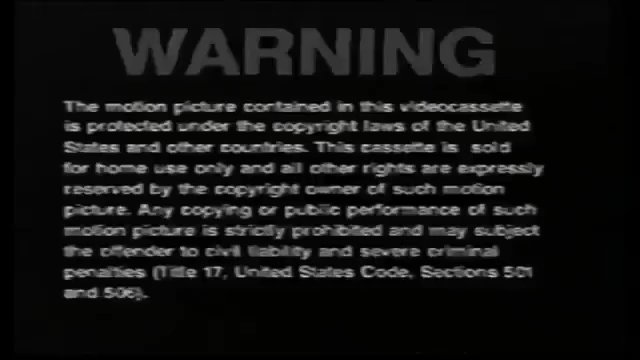 WARNING
The motion picture contained in this videocassette
is protected under the copyright laws of the United
States and other countries. This cassette is sold
for home use only and all other rights are expressly
reserved by the copyright owner of such motion
picture. Any copying or public performance of such
motion picture is strictly prohibited and may subject
the offender to civil liability and severe criminal
penalties (Title 17, United States Code, Sections 501
and 506).